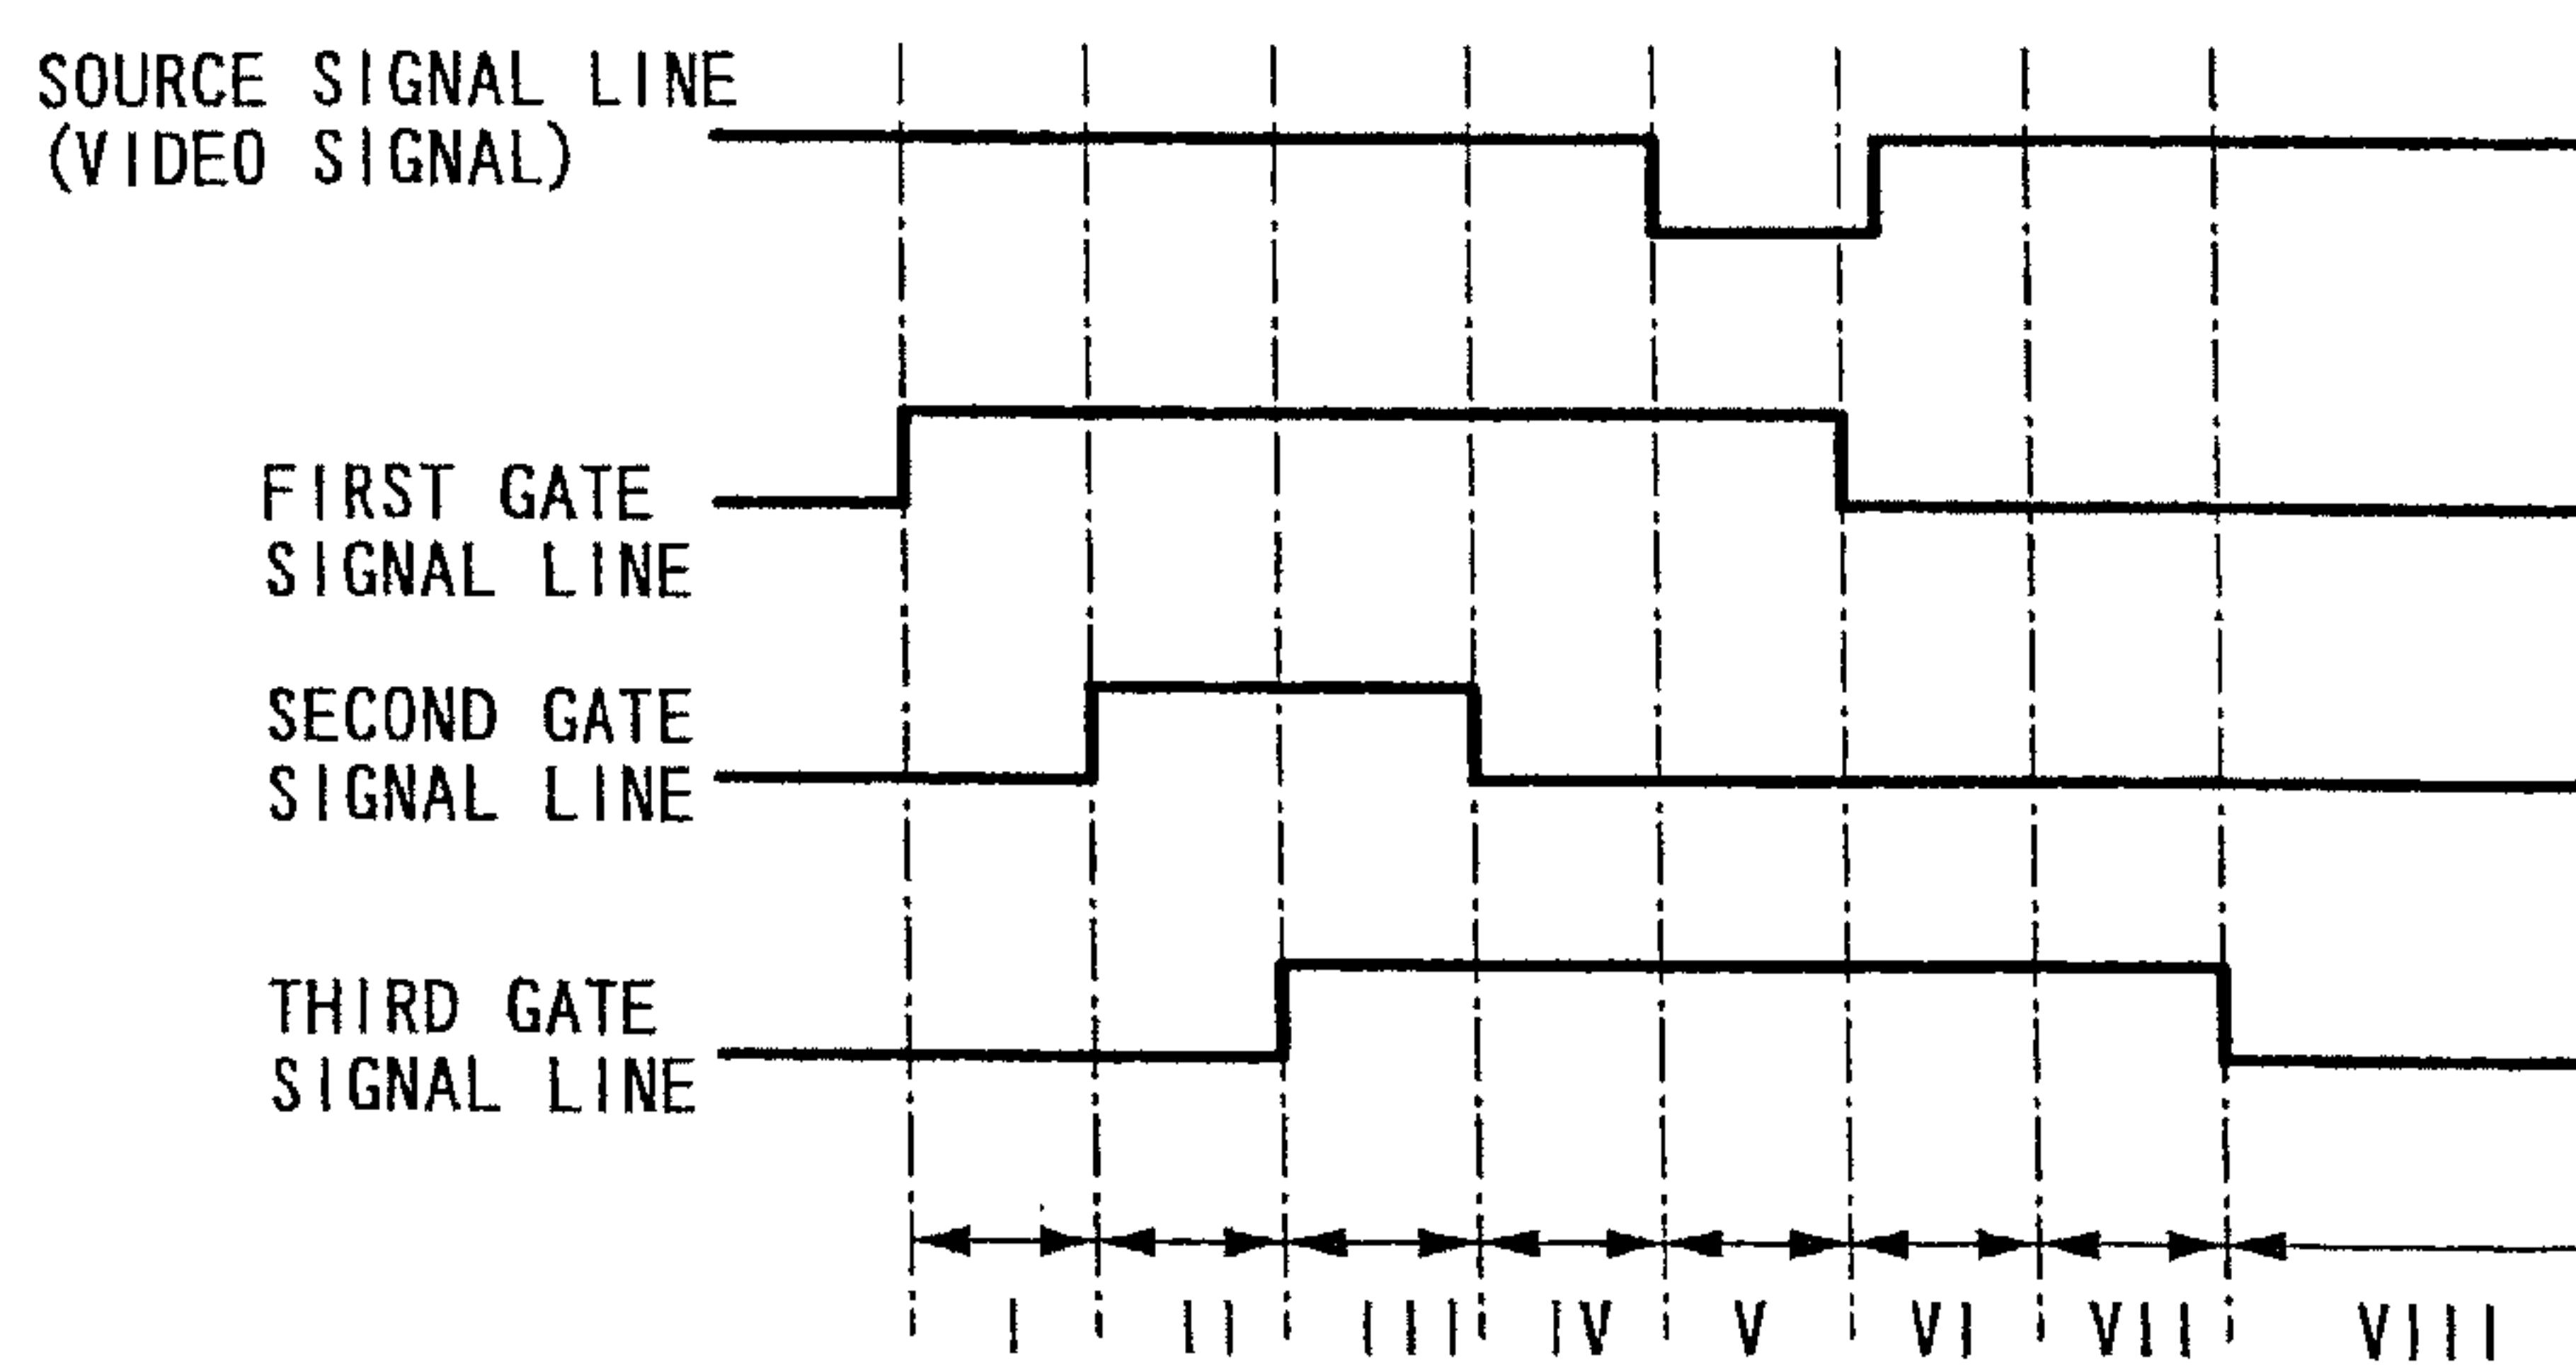 SOURCE SIGNAL LINE
(VIDEO SIGNAL)
FIRST GATE
SIGNAL LINE
SECOND GATE
SIGNAL LINE
THIRD GATE
SIGNAL LINE
I II III IV V VI VII VIII